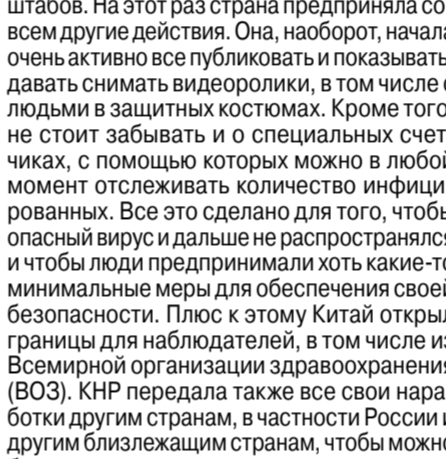 штабов. На этот раз страна предприняла со
всем другие действия. Она, наоборот, начала
очень активно все публиковать и показывать
давать снимать видеоролики, в том числе с
людьми в защитных костюмах. Кроме того
не стоит забывать и о специальных счет
чиках, с помощью которых можно в любой
момент отслеживать количество инфици
рованных. Все это сделано для того, чтобы
опасный вирус и дальше не распространялся
и чтобы люди предпринимали хоть какие-то
минимальные меры для обеспечения своей
безопасности. Плюс к этому Китай открыл
границы для наблюдателей, в том числе из
Всемирной организации здравоохранения
(ВОЗ). КНР передала также все свои нара
ботки другим странам, в частности России и
другим близлежащим странам, чтобы можно